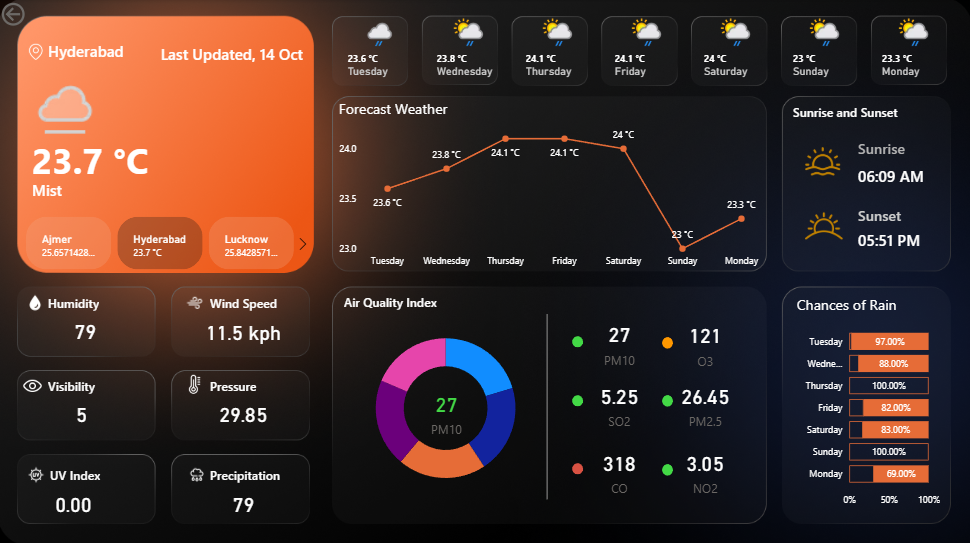 Hyderabad
Last Updated, 14 Oct
23.7 °C
Mist
Ajmer
25.6571428...
Hyderabad
23.7 °C
Lucknow
25.8428571...
23.6 °C
Tuesday
23.8 °C
Wednesday
24.1 °C
Thursday
24.1 °C
Friday
24 °C
Saturday
23 °C
Sunday
23.3 °C
Monday
Forecast Weather
24.0
23.5
23.0
23.6 °C
23.8 °C
24.1 °C
24.1 °C
24 °C
23 °C
23.3 °C
Tuesday Wednesday Thursday Friday Saturday Sunday Monday
Sunrise and Sunset
Sunrise
06:09 AM
Sunset
05:51 PM
Humidity
79
Wind Speed
11.5 kph
Visibility
5
Pressure
29.85
UV
UV Index
0.00
Precipitation
79
Air Quality Index
27
PM10
27
PM10
121
O3
5.25
SO2
26.45
PM2.5
318
CO
3.05
NO2
Chances of Rain
Tuesday 97.00%
Wedne... 88.00%
Thursday 100.00%
Friday 82.00%
Saturday 83.00%
Sunday 100.00%
Monday 69.00%
0% 50% 100%